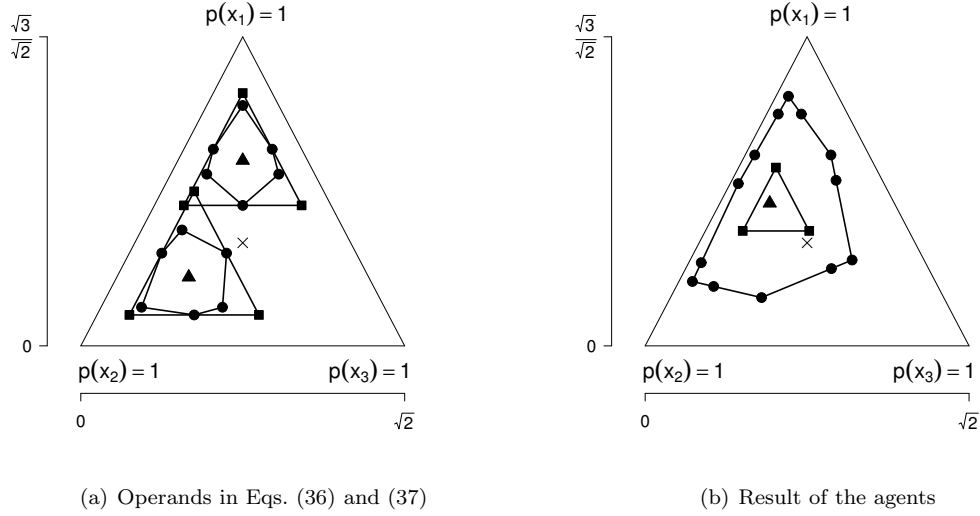 p(x₁) = 1
√3/√2
0
p(x₂) = 1
p(x₃) = 1
0
√2
(a) Operands in Eqs. (36) and (37)
p(x₁) = 1
√3/√2
0
p(x₂) = 1
p(x₃) = 1
0
√2
(b) Result of the agents